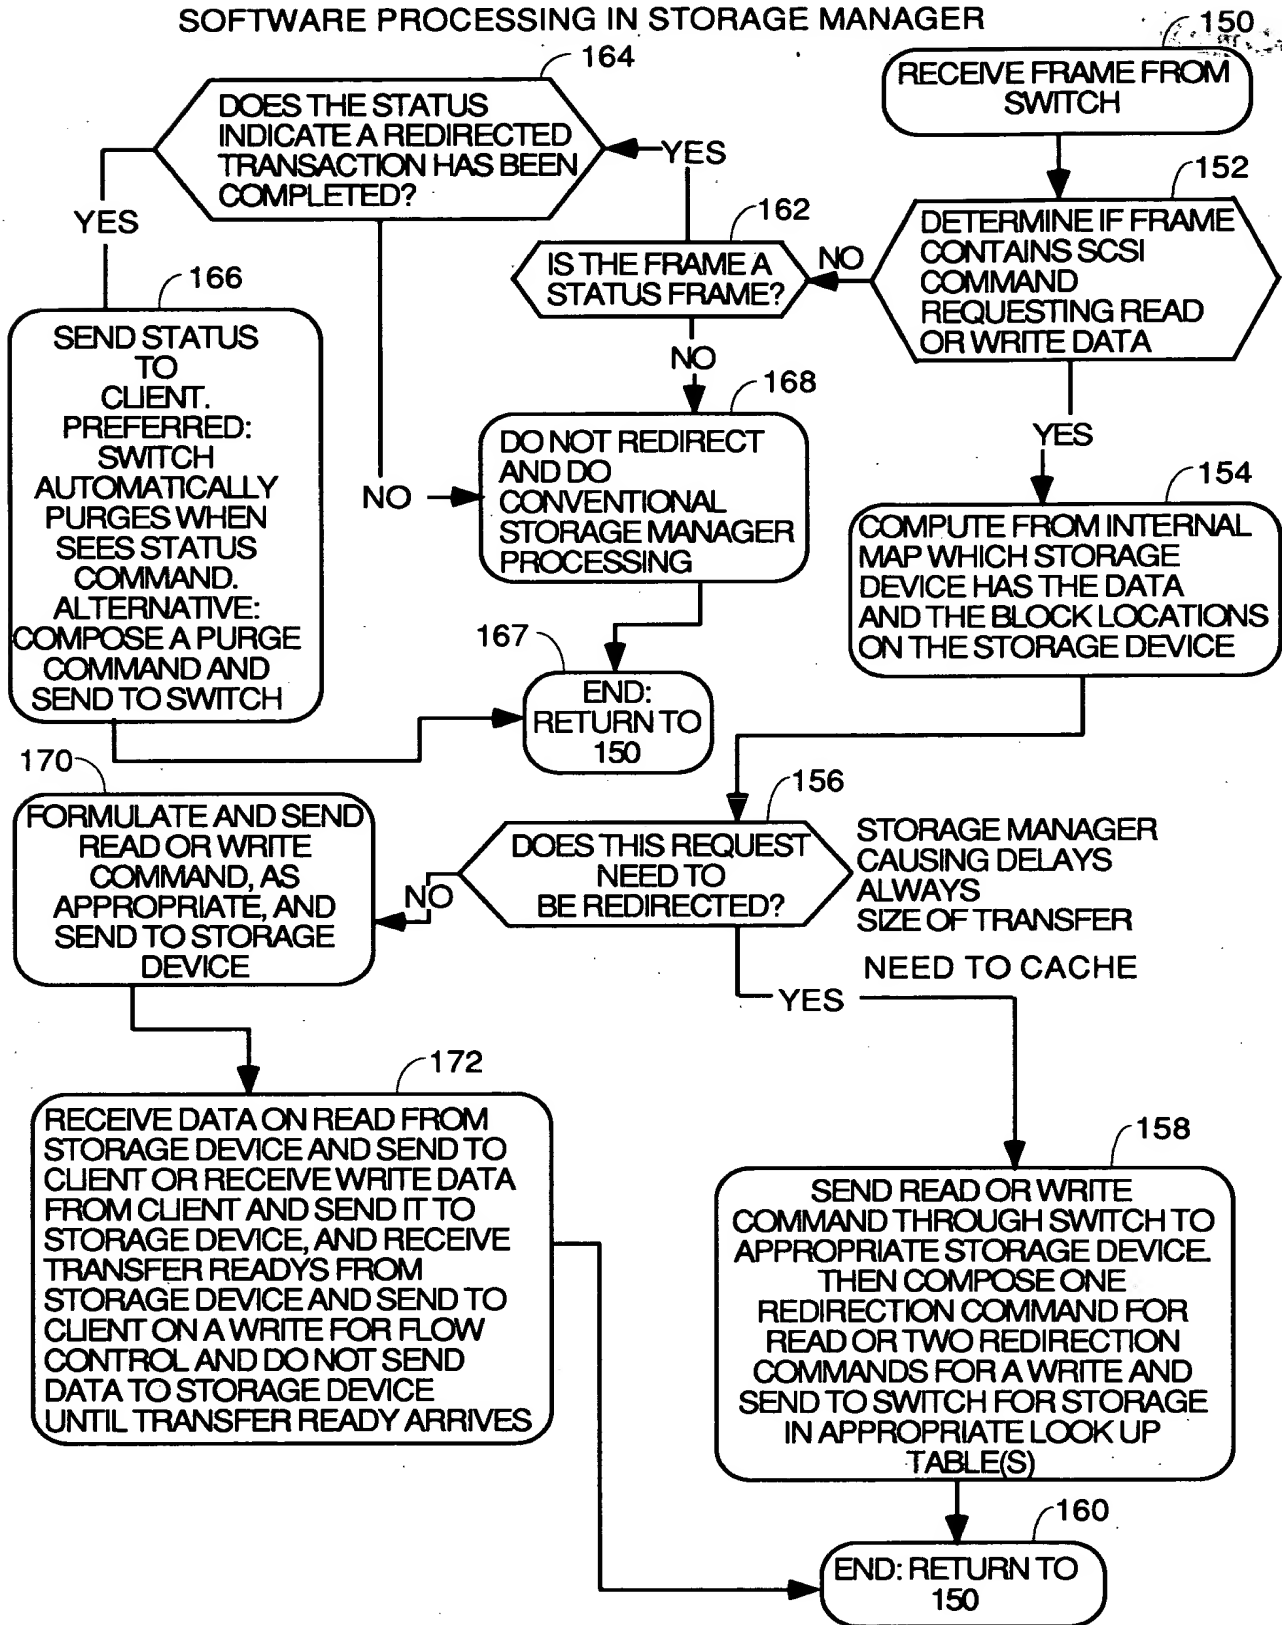 SOFTWARE PROCESSING IN STORAGE MANAGER
150
RECEIVE FRAME FROM
SWITCH
164
DOES THE STATUS
INDICATE A REDIRECTED
TRANSACTION HAS BEEN
COMPLETED?
YES
YES
NO
152
DETERMINE IF FRAME
CONTAINS SCSI
COMMAND
REQUESTING READ
OR WRITE DATA
NO
YES
162
IS THE FRAME A
STATUS FRAME?
NO
166
SEND STATUS
TO
CLIENT.
PREFERRED:
SWITCH
AUTOMATICALLY
PURGES WHEN
SEES STATUS
COMMAND.
ALTERNATIVE:
COMPOSE A PURGE
COMMAND AND
SEND TO SWITCH
168
DO NOT REDIRECT
AND DO
CONVENTIONAL
STORAGE MANAGER
PROCESSING
154
COMPUTE FROM INTERNAL
MAP WHICH STORAGE
DEVICE HAS THE DATA
AND THE BLOCK LOCATIONS
ON THE STORAGE DEVICE
167
END:
RETURN TO
150
156
DOES THIS REQUEST
NEED TO
BE REDIRECTED?
NO
YES
STORAGE MANAGER
CAUSING DELAYS
ALWAYS
SIZE OF TRANSFER
NEED TO CACHE
170
FORMULATE AND SEND
READ OR WRITE
COMMAND, AS
APPROPRIATE, AND
SEND TO STORAGE
DEVICE
172
RECEIVE DATA ON READ FROM
STORAGE DEVICE AND SEND TO
CLIENT OR RECEIVE WRITE DATA
FROM CLIENT AND SEND IT TO
STORAGE DEVICE, AND RECEIVE
TRANSFER READYS FROM
STORAGE DEVICE AND SEND TO
CLIENT ON A WRITE FOR FLOW
CONTROL AND DO NOT SEND
DATA TO STORAGE DEVICE
UNTIL TRANSFER READY ARRIVES
158
SEND READ OR WRITE
COMMAND THROUGH SWITCH TO
APPROPRIATE STORAGE DEVICE.
THEN COMPOSE ONE
REDIRECTION COMMAND FOR
READ OR TWO REDIRECTION
COMMANDS FOR A WRITE AND
SEND TO SWITCH FOR STORAGE
IN APPROPRIATE LOOK UP
TABLE(S)
160
END: RETURN TO
150